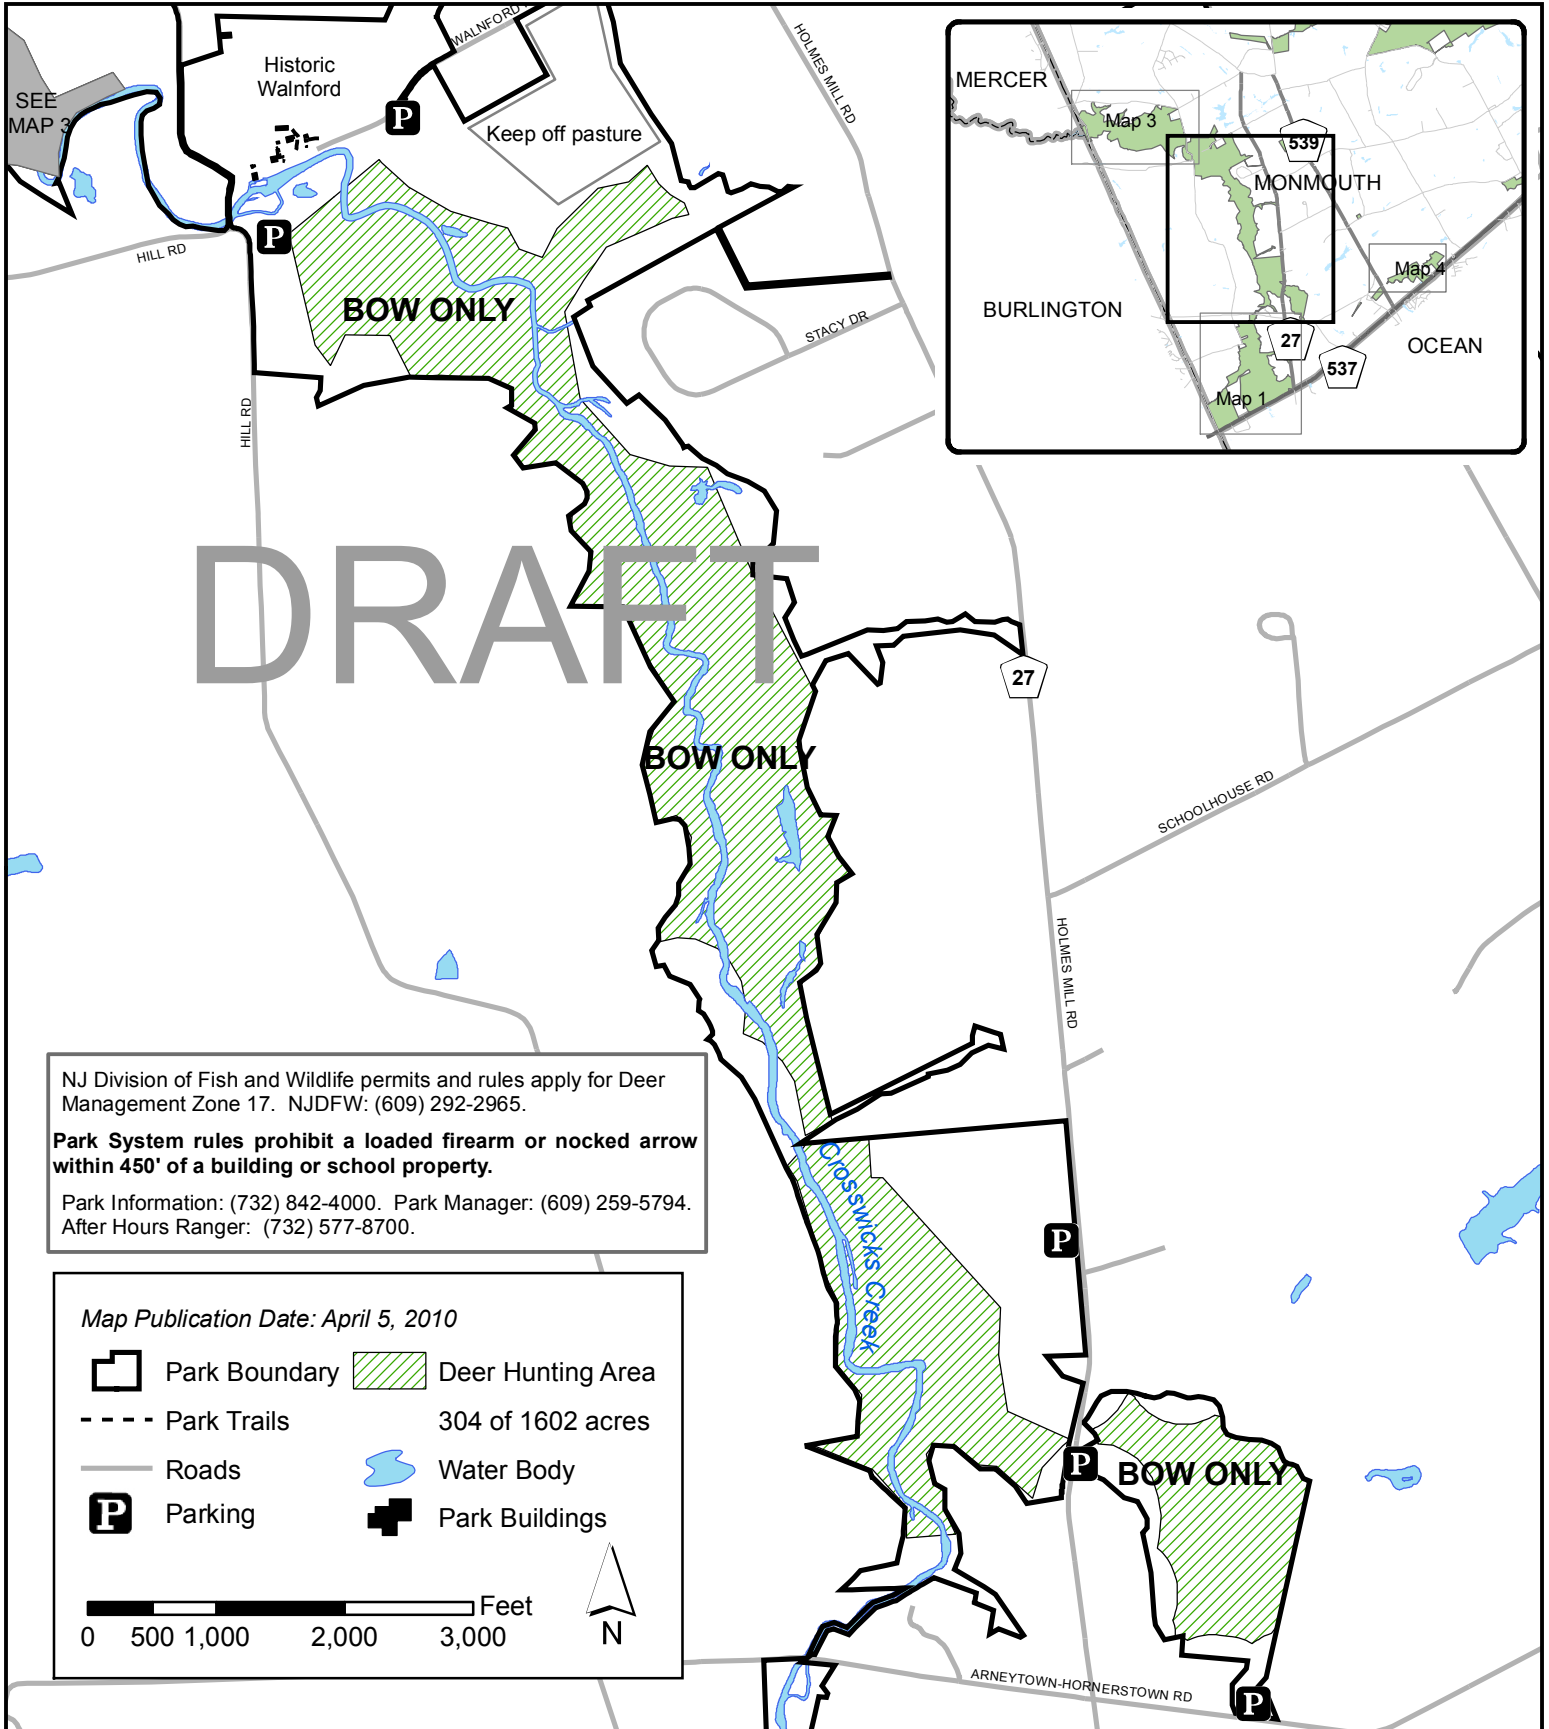 WALNFORD
HOLMES MILL RD
Historic
Walnford
SEE
MAP 3
P
Keep off pasture
P
HILL RD
BOW ONLY
STACY DR
HILL RD
MERCER
Map 3
539
MONMOUTH
Map 4
BURLINGTON
27
OCEAN
537
Map 1
DRAFT
27
BOW ONLY
SCHOOLHOUSE RD
HOLMES MILL RD
NJ Division of Fish and Wildlife permits and rules apply for Deer
Management Zone 17. NJDFW: (609) 292-2965.
Park System rules prohibit a loaded firearm or nocked arrow
within 450' of a building or school property.
Park Information: (732) 842-4000. Park Manager: (609) 259-5794.
After Hours Ranger: (732) 577-8700.
Crosswicks Creek
P
P
BOW ONLY
Map Publication Date: April 5, 2010
Park Boundary
Deer Hunting Area
Park Trails
304 of 1602 acres
Roads
Water Body
P
Parking
Park Buildings
Feet
0 500 1,000 2,000 3,000
N
ARNEYTOWN-HORNERSTOWN RD
P